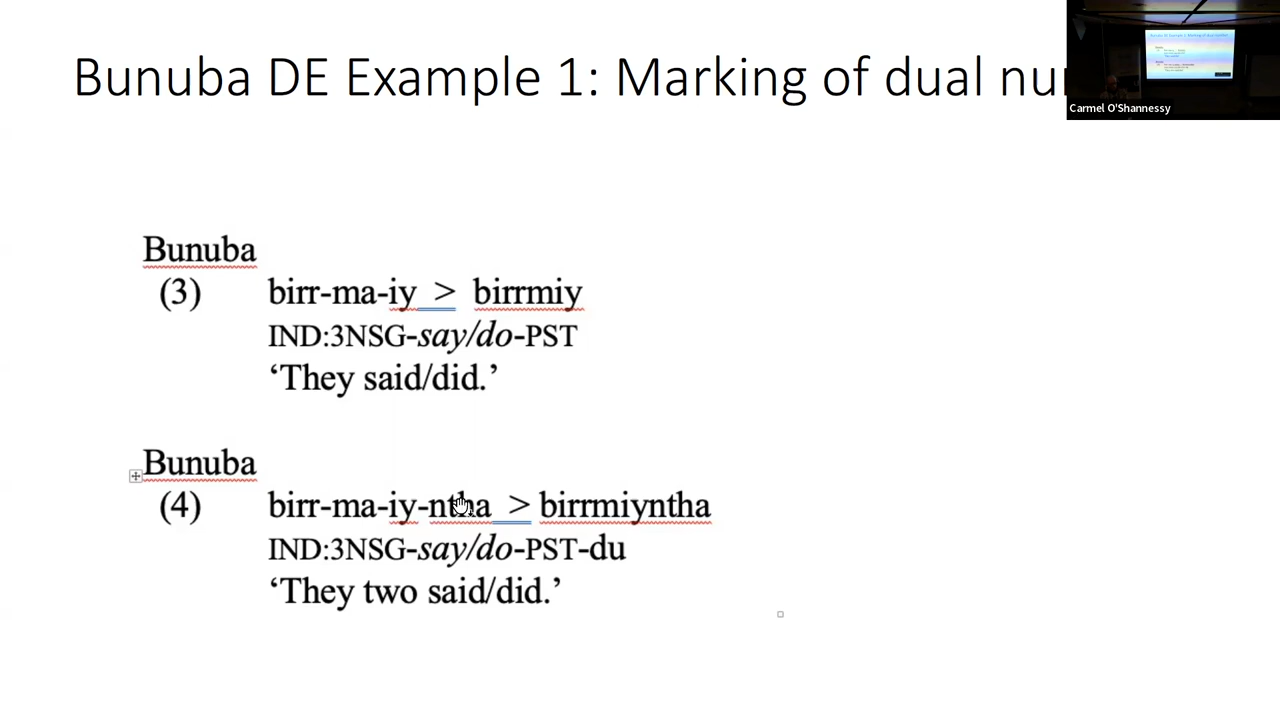 Bunuba DE Example 1: Marking of dual nu
Carmel O'Shannessy
Bunuba
(3) birr-ma-iy > birrmiy
IND:3NSG-say/do-PST
‘They said/did.’
Bunuba
(4) birr-ma-iy-ntha > birrmiyntha
IND:3NSG-say/do-PST-du
‘They two said/did.’